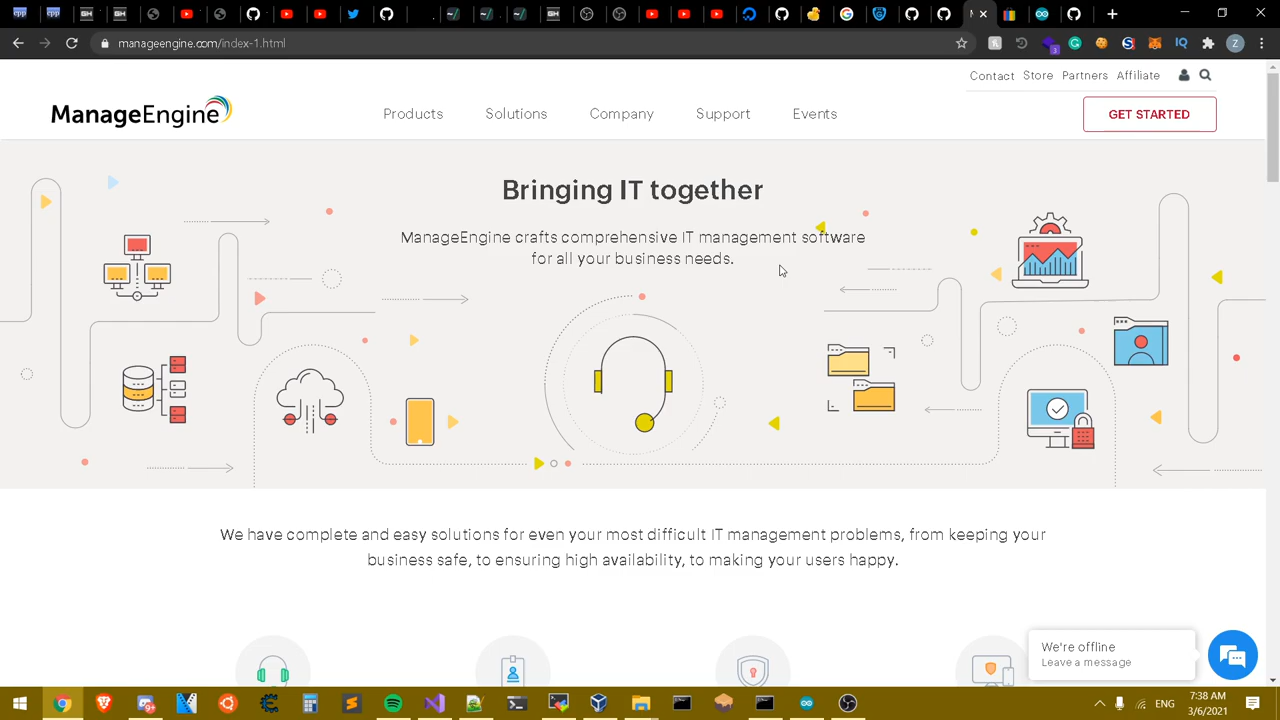 manageengine.com/index-1.html
3
Z
Contact Store Partners Affiliate
ManageEngine
Products Solutions Company Support Events
GET STARTED
Bringing IT together
ManageEngine crafts comprehensive IT management software
for all your business needs.
We have complete and easy solutions for even your most difficult IT management problems, from keeping your
business safe, to ensuring high availability, to making your users happy.
We're offline
Leave a message
ENG
7:38 AM
3/6/2021